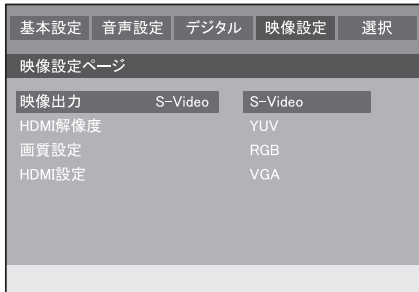 基本設定 音声設定 デジタル 映像設定 選択
映像設定ページ
映像出力 S-Video S-Video
HDMI解像度 YUV
画質設定 RGB
HDMI設定 VGA